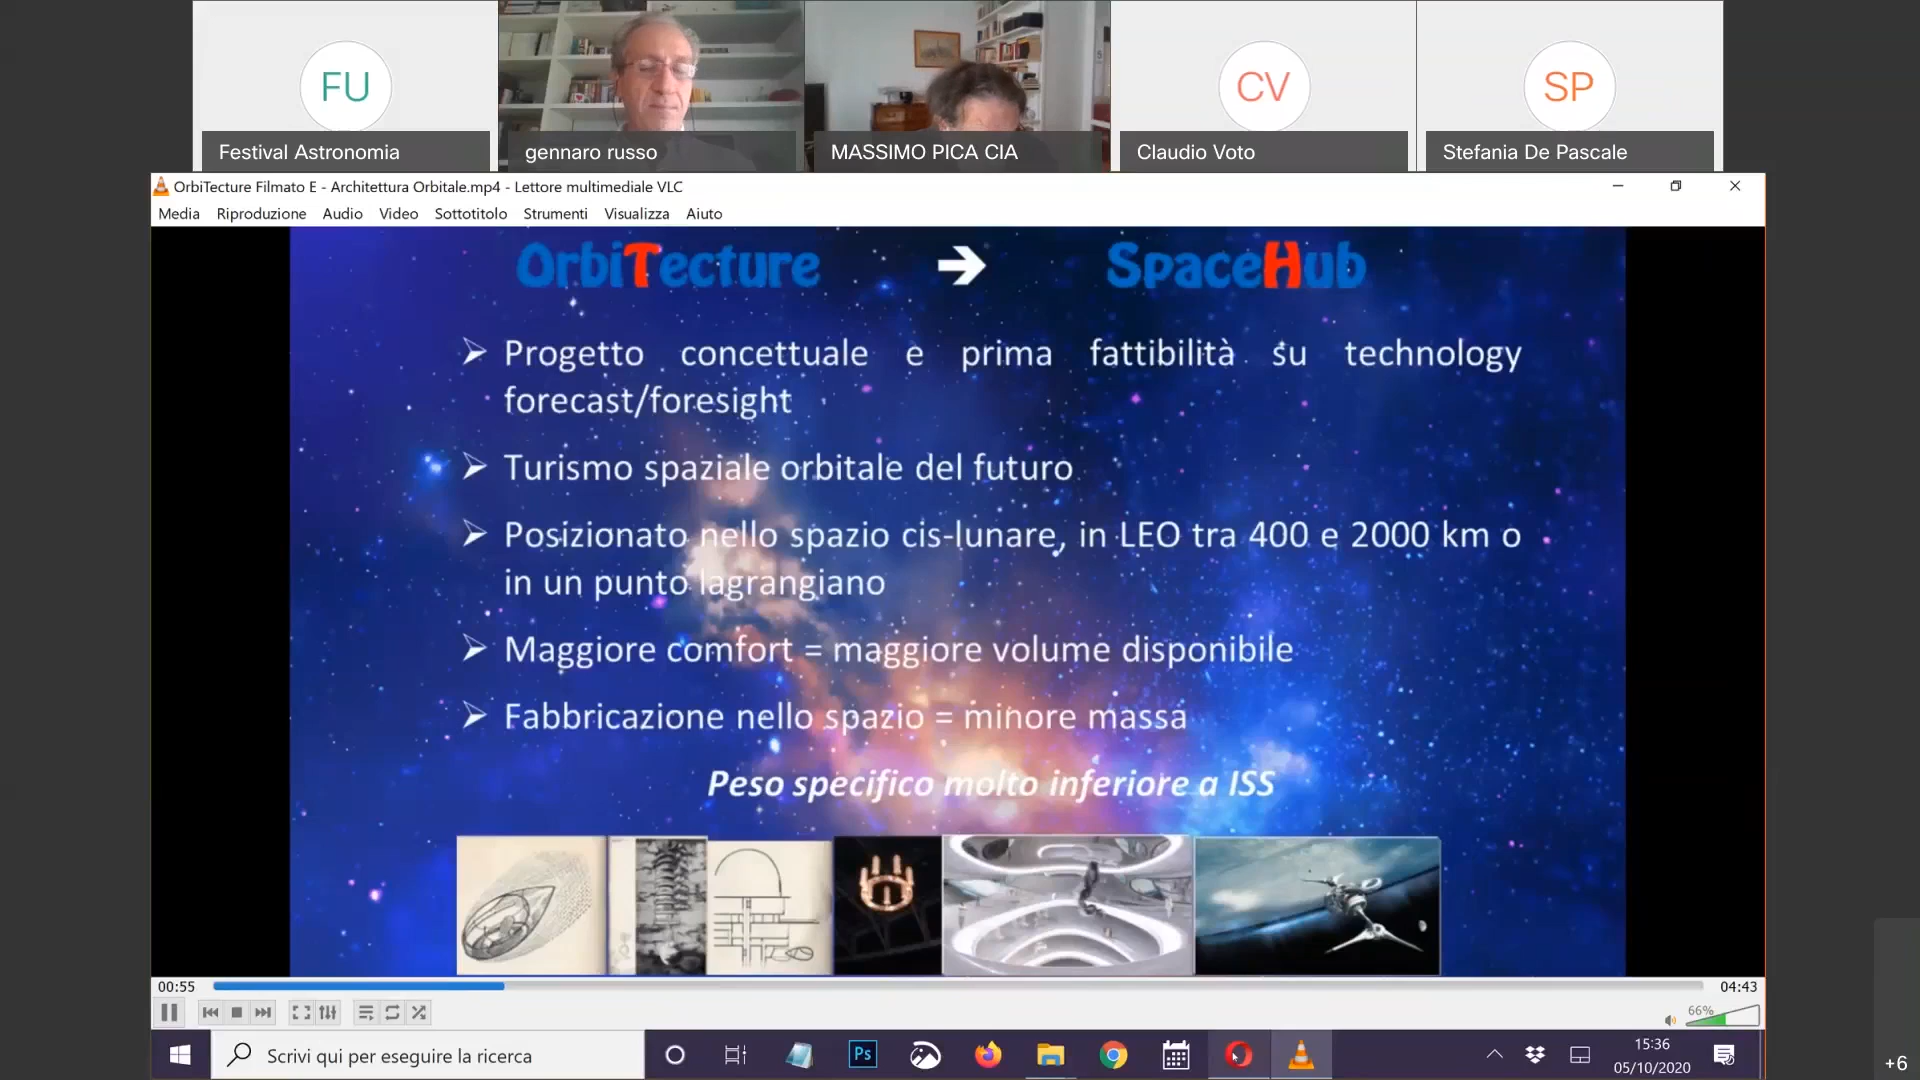 FU
CV
SP
Festival Astronomia
gennaro russo
MASSIMO PICA CIA
Claudio Voto
Stefania De Pascale
OrbiTecture Filmato E - Architettura Orbitale.mp4 - Lettore multimediale VLC
Media Riproduzione Audio Video Sottotitolo Strumenti Visualizza Aiuto
OrbiTecture → SpaceHub
➢ Progetto concettuale e prima fattibilità su technology
forecast/foresight
➢ Turismo spaziale orbitale del futuro
➢ Posizionato nello spazio cis-lunare, in LEO tra 400 e 2000 km o
in un punto lagrangiano
➢ Maggiore comfort = maggiore volume disponibile
➢ Fabbricazione nello spazio = minore massa
Peso specifico molto inferiore a ISS
00:55
04:43
66%
Scrivi qui per eseguire la ricerca
Ps
15:36
05/10/2020
+6